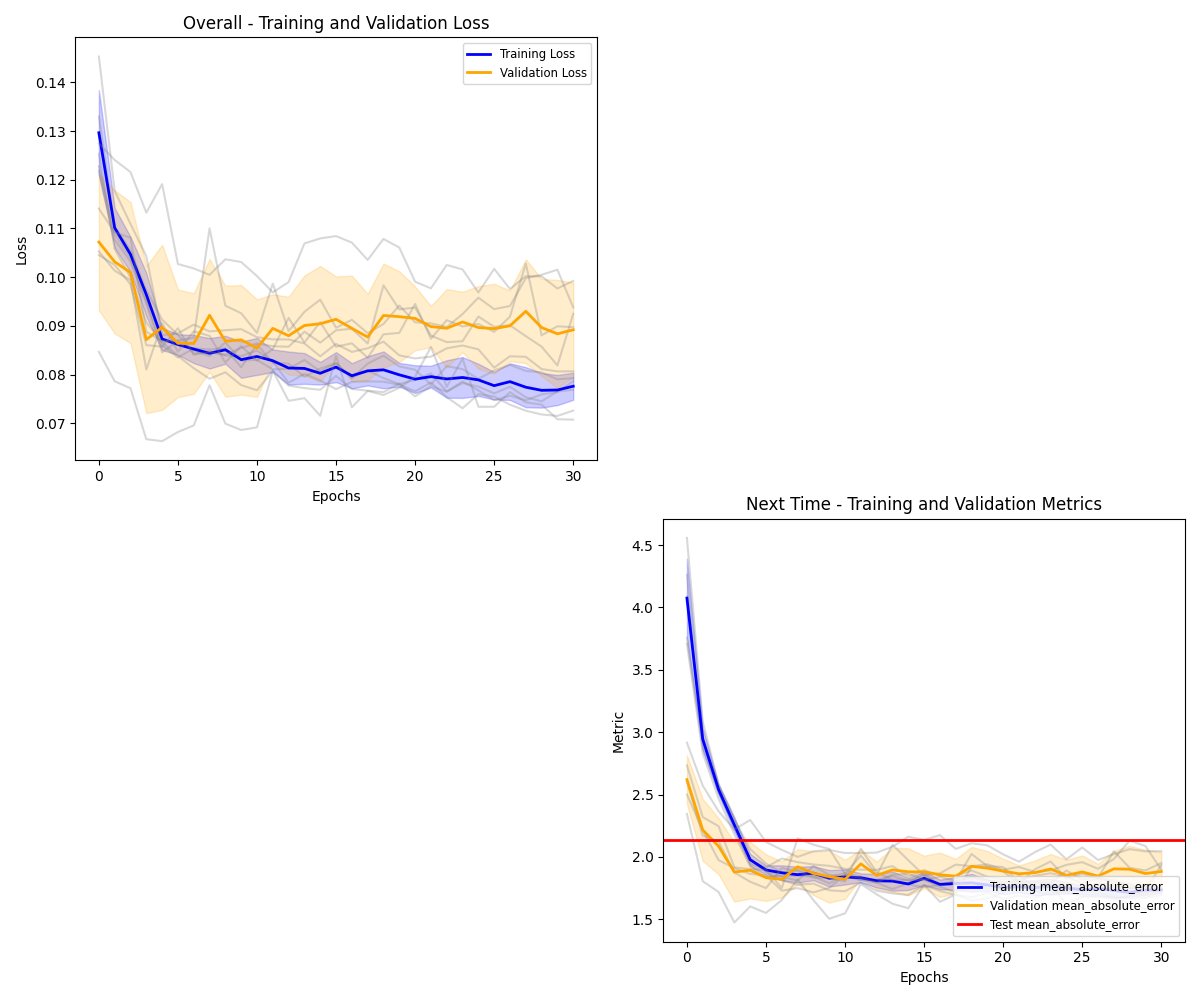 Overall - Training and Validation Loss
Loss
0.14
0.13
0.12
0.11
0.10
0.09
0.08
0.07
Training Loss
Validation Loss
0 5 10 15 20 25 30
Epochs
Next Time - Training and Validation Metrics
Metric
4.5
4.0
3.5
3.0
2.5
2.0
1.5
Training mean_absolute_error
Validation mean_absolute_error
Test mean_absolute_error
0 5 10 15 20 25 30
Epochs